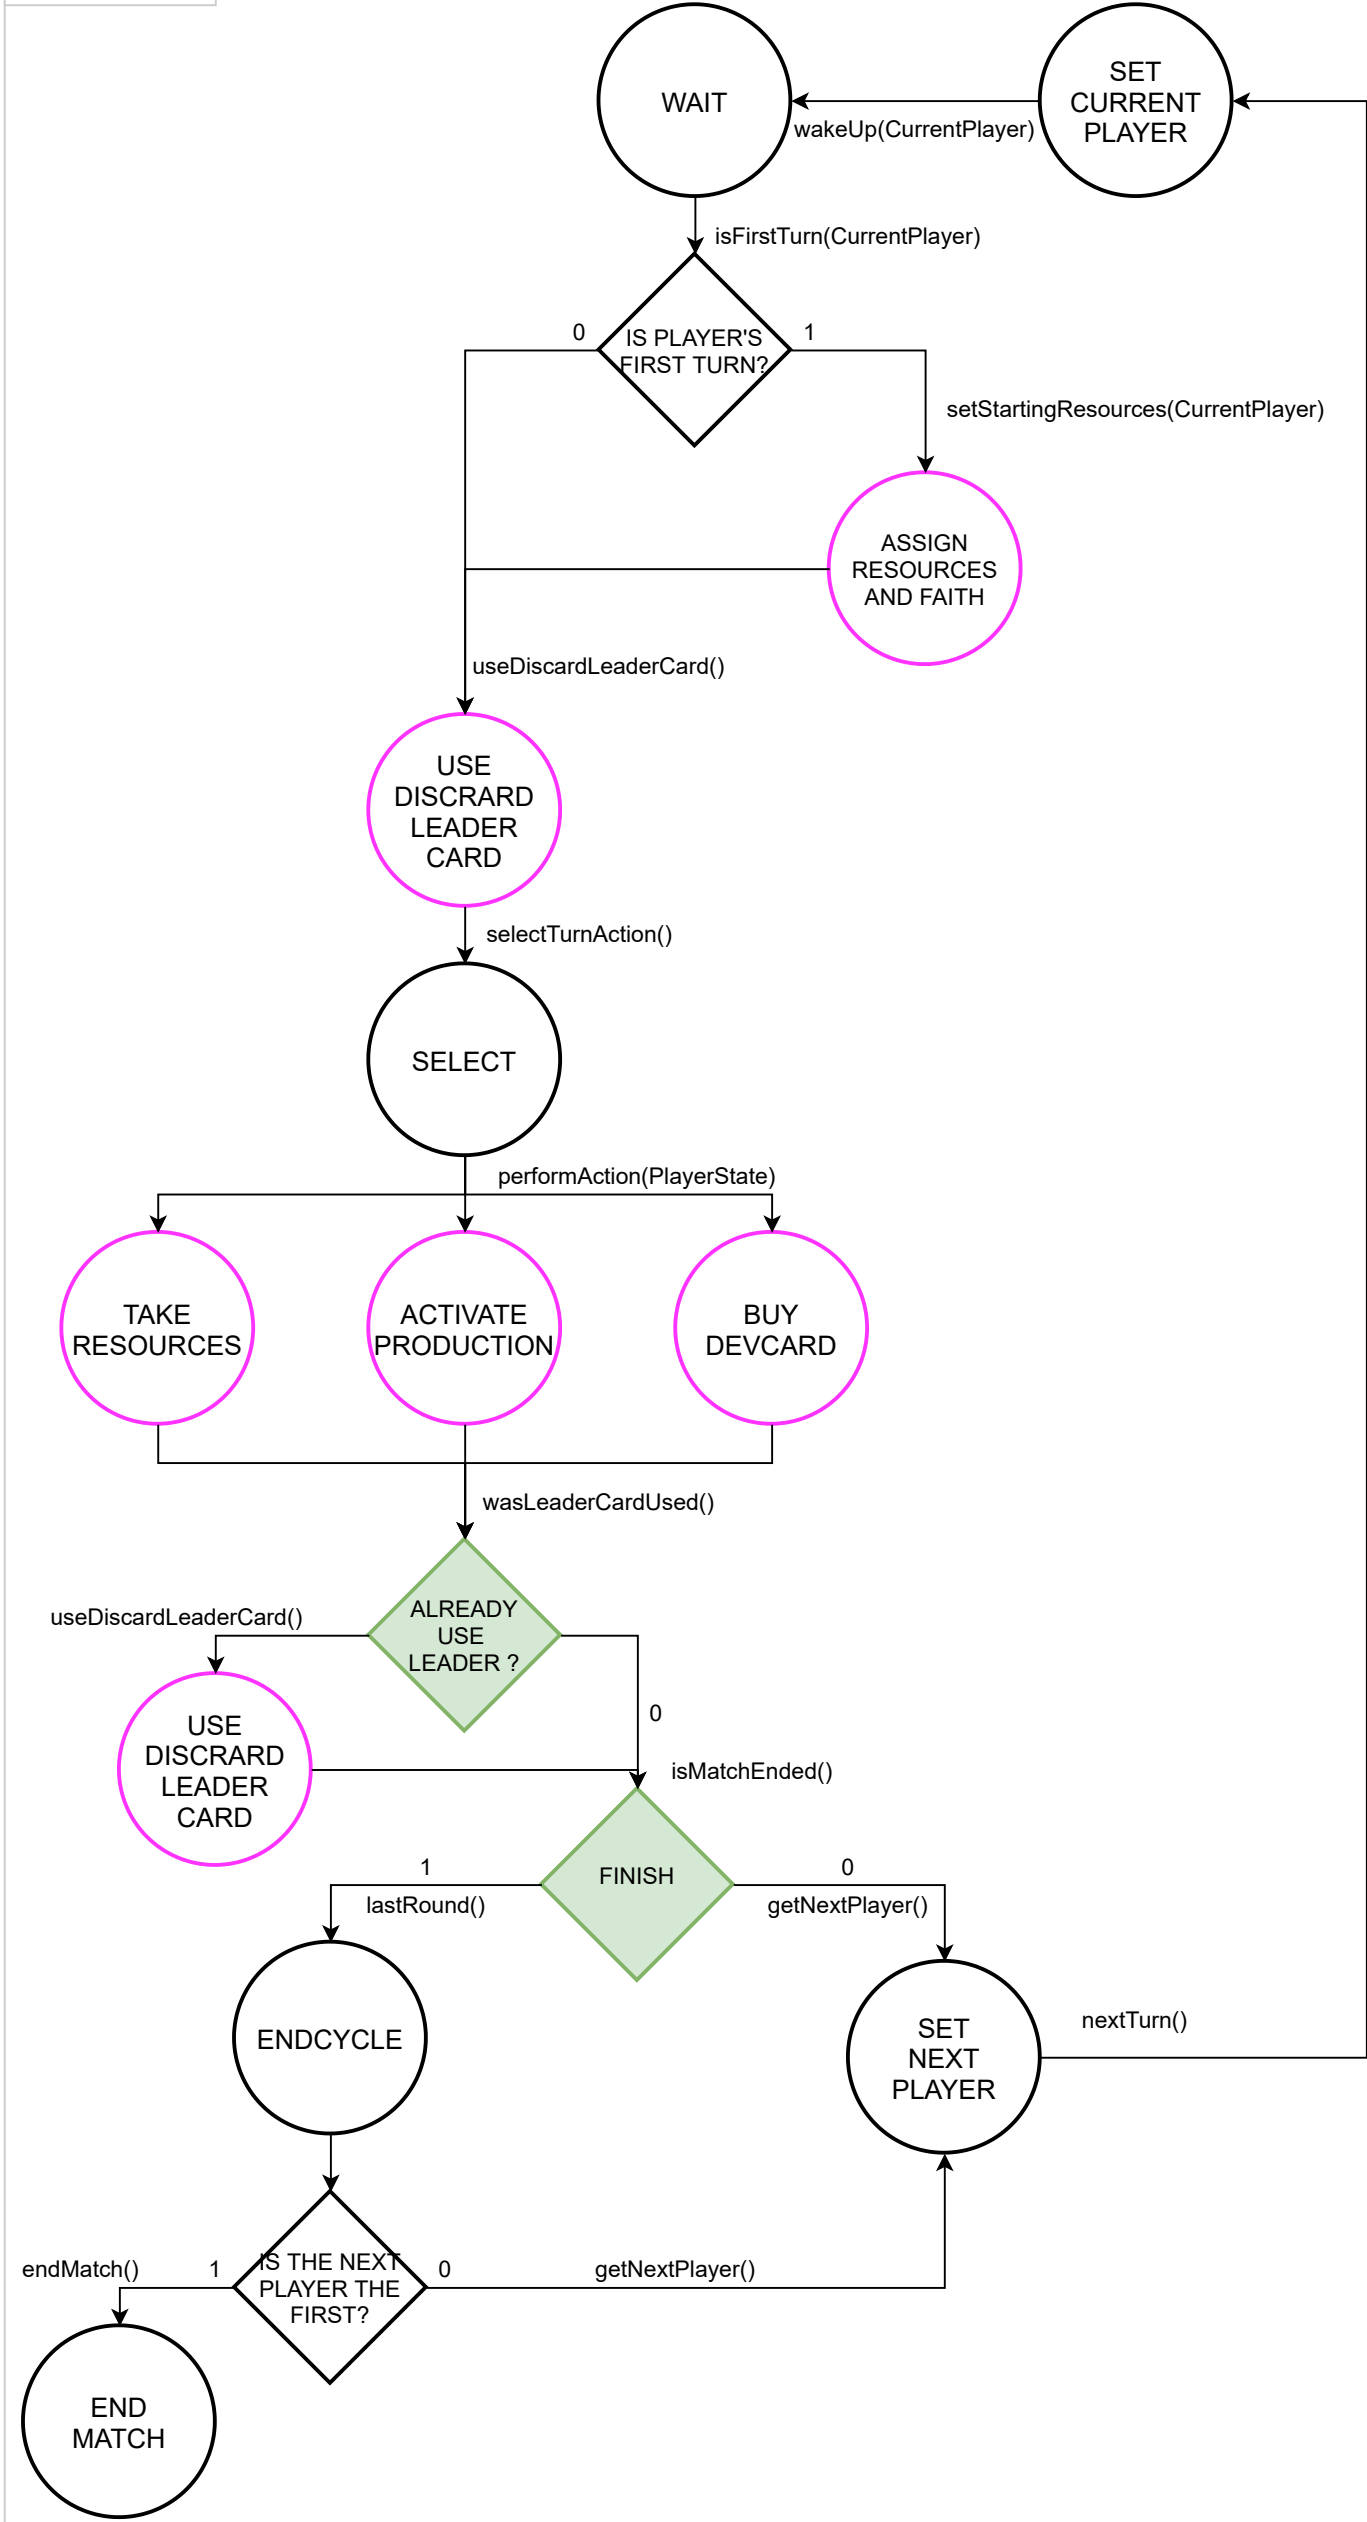 WAIT
SET
CURRENT
PLAYER
wakeUp(CurrentPlayer)
isFirstTurn(CurrentPlayer)
0
IS PLAYER'S
FIRST TURN?
1
setStartingResources(CurrentPlayer)
ASSIGN
RESOURCES
AND FAITH
useDiscardLeaderCard()
USE
DISCRARD
LEADER
CARD
selectTurnAction()
SELECT
performAction(PlayerState)
TAKE
RESOURCES
ACTIVATE
PRODUCTION
BUY
DEVCARD
wasLeaderCardUsed()
useDiscardLeaderCard()
ALREADY
USE
LEADER ?
0
USE
DISCRARD
LEADER
CARD
isMatchEnded()
1
lastRound()
FINISH
0
getNextPlayer()
ENDCYCLE
SET
NEXT
PLAYER
nextTurn()
endMatch()
1
IS THE NEXT
PLAYER THE
FIRST?
0
getNextPlayer()
END
MATCH